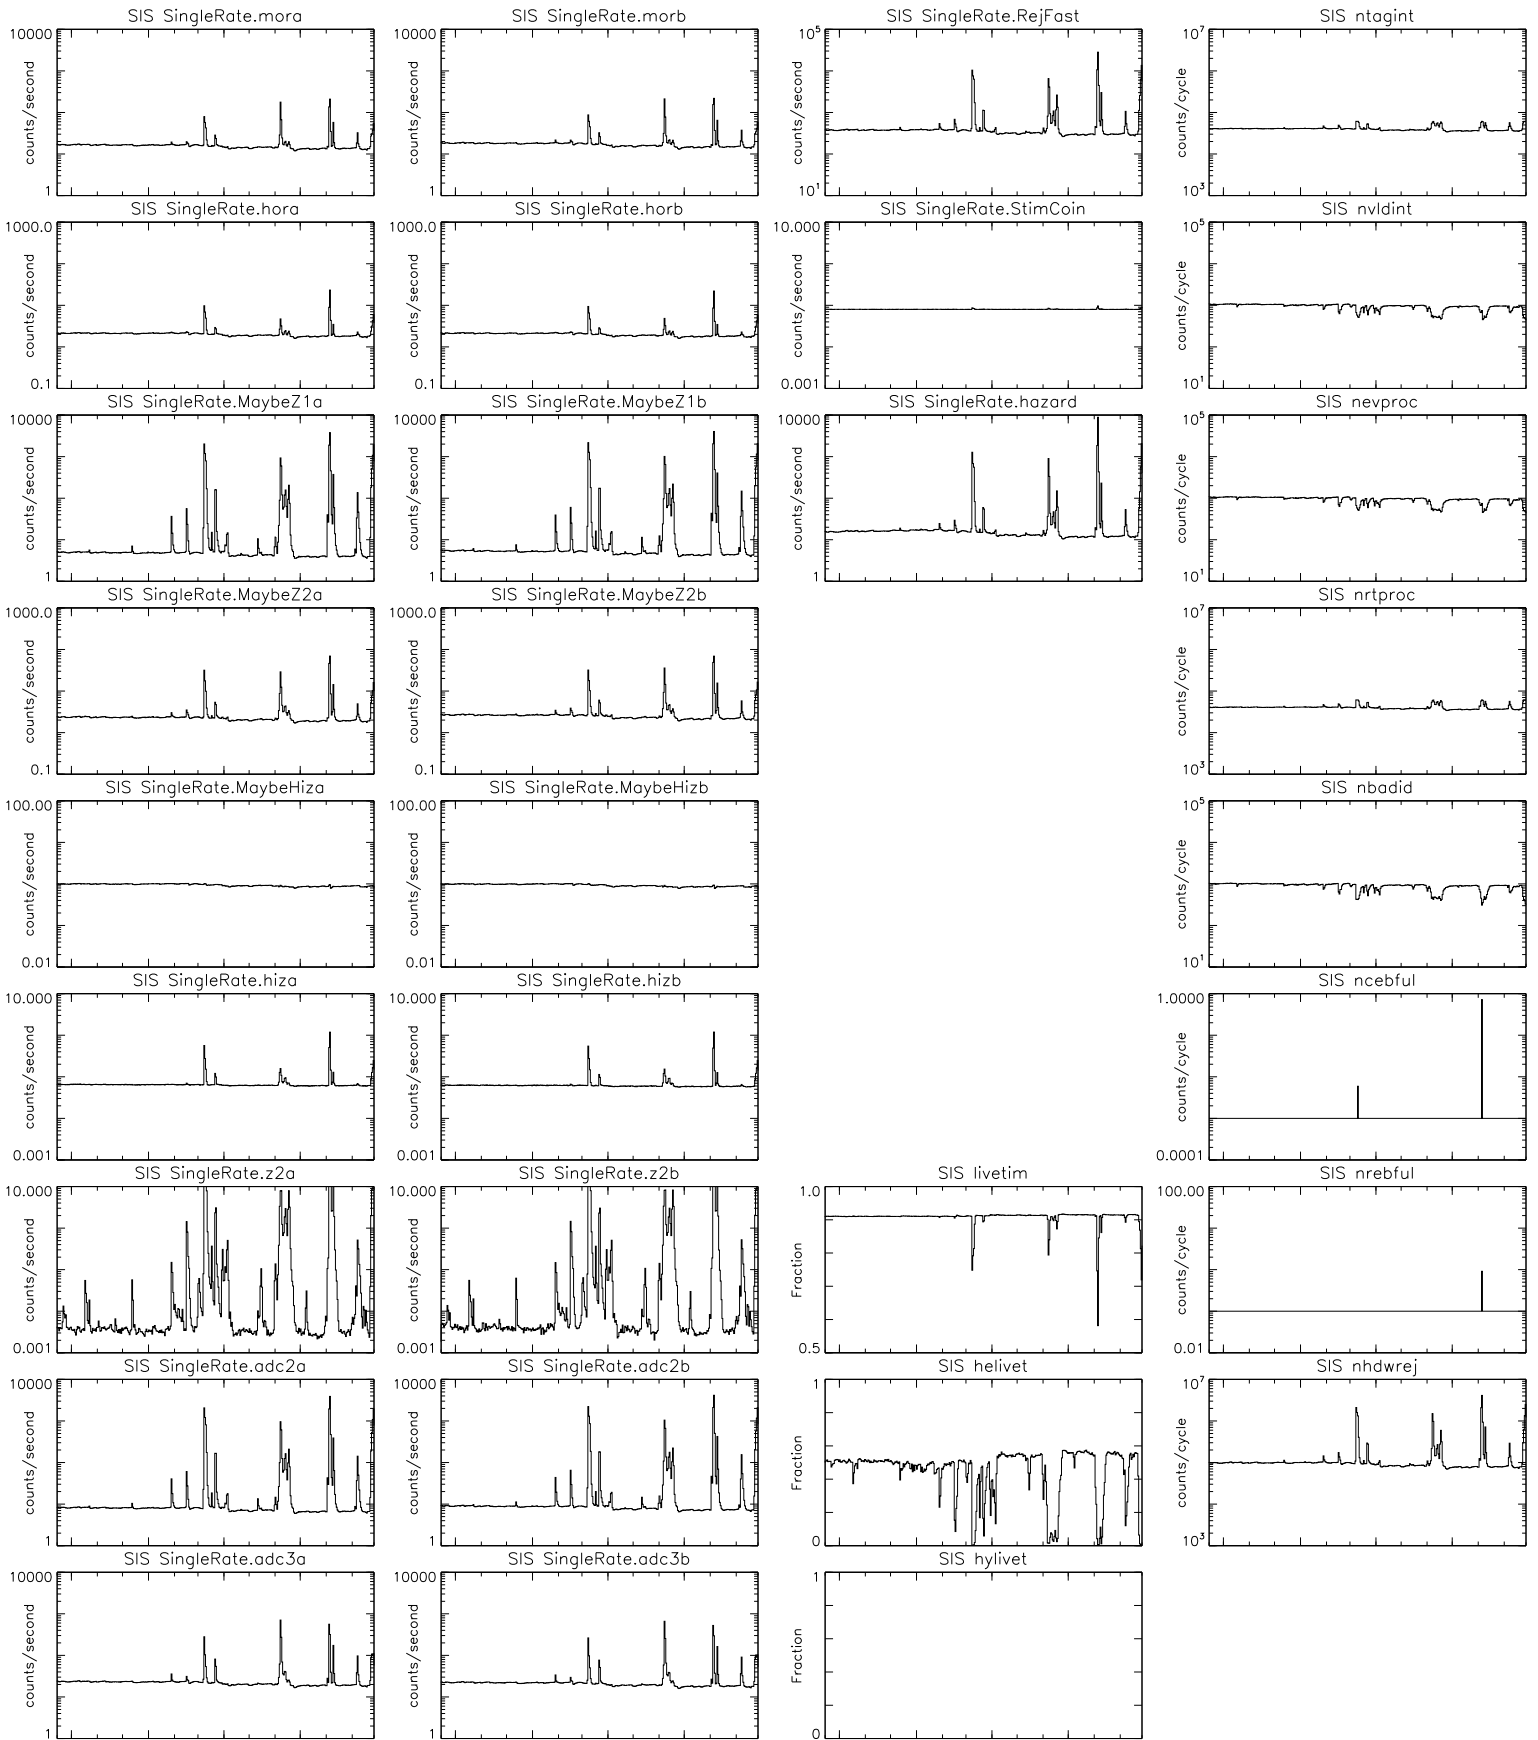 SIS SingleRate.mora
10000
counts/second
1
SIS SingleRate.morb
10000
counts/second
1
SIS SingleRate.RejFast
10^5
counts/second
10^1
SIS ntagint
10^7
counts/cycle
10^3
SIS SingleRate.hora
1000.0
counts/second
0.1
SIS SingleRate.horb
1000.0
counts/second
0.1
SIS SingleRate.StimCoin
10.000
counts/second
0.001
SIS nvldint
10^5
counts/cycle
10^1
SIS SingleRate.MaybeZ1a
10000
counts/second
1
SIS SingleRate.MaybeZ1b
10000
counts/second
1
SIS SingleRate.hazard
10000
counts/second
1
SIS nevproc
10^5
counts/cycle
10^1
SIS SingleRate.MaybeZ2a
1000.0
counts/second
0.1
SIS SingleRate.MaybeZ2b
1000.0
counts/second
0.1
SIS nrtproc
10^7
counts/cycle
10^3
SIS SingleRate.MaybeHiza
100.00
counts/second
0.01
SIS SingleRate.MaybeHizb
100.00
counts/second
0.01
SIS nbadid
10^5
counts/cycle
10^1
SIS SingleRate.hiza
10.000
counts/second
0.001
SIS SingleRate.hizb
10.000
counts/second
0.001
SIS ncebful
1.0000
counts/cycle
0.0001
SIS SingleRate.z2a
10.000
counts/second
0.001
SIS SingleRate.z2b
10.000
counts/second
0.001
SIS livetim
1.0
Fraction
0.5
SIS nrebful
100.00
counts/cycle
0.01
SIS SingleRate.adc2a
10000
counts/second
1
SIS SingleRate.adc2b
10000
counts/second
1
SIS helivet
1
Fraction
0
SIS nhdwrej
10^7
counts/cycle
10^3
SIS SingleRate.adc3a
10000
counts/second
1
SIS SingleRate.adc3b
10000
counts/second
1
SIS hylivet
1
Fraction
0